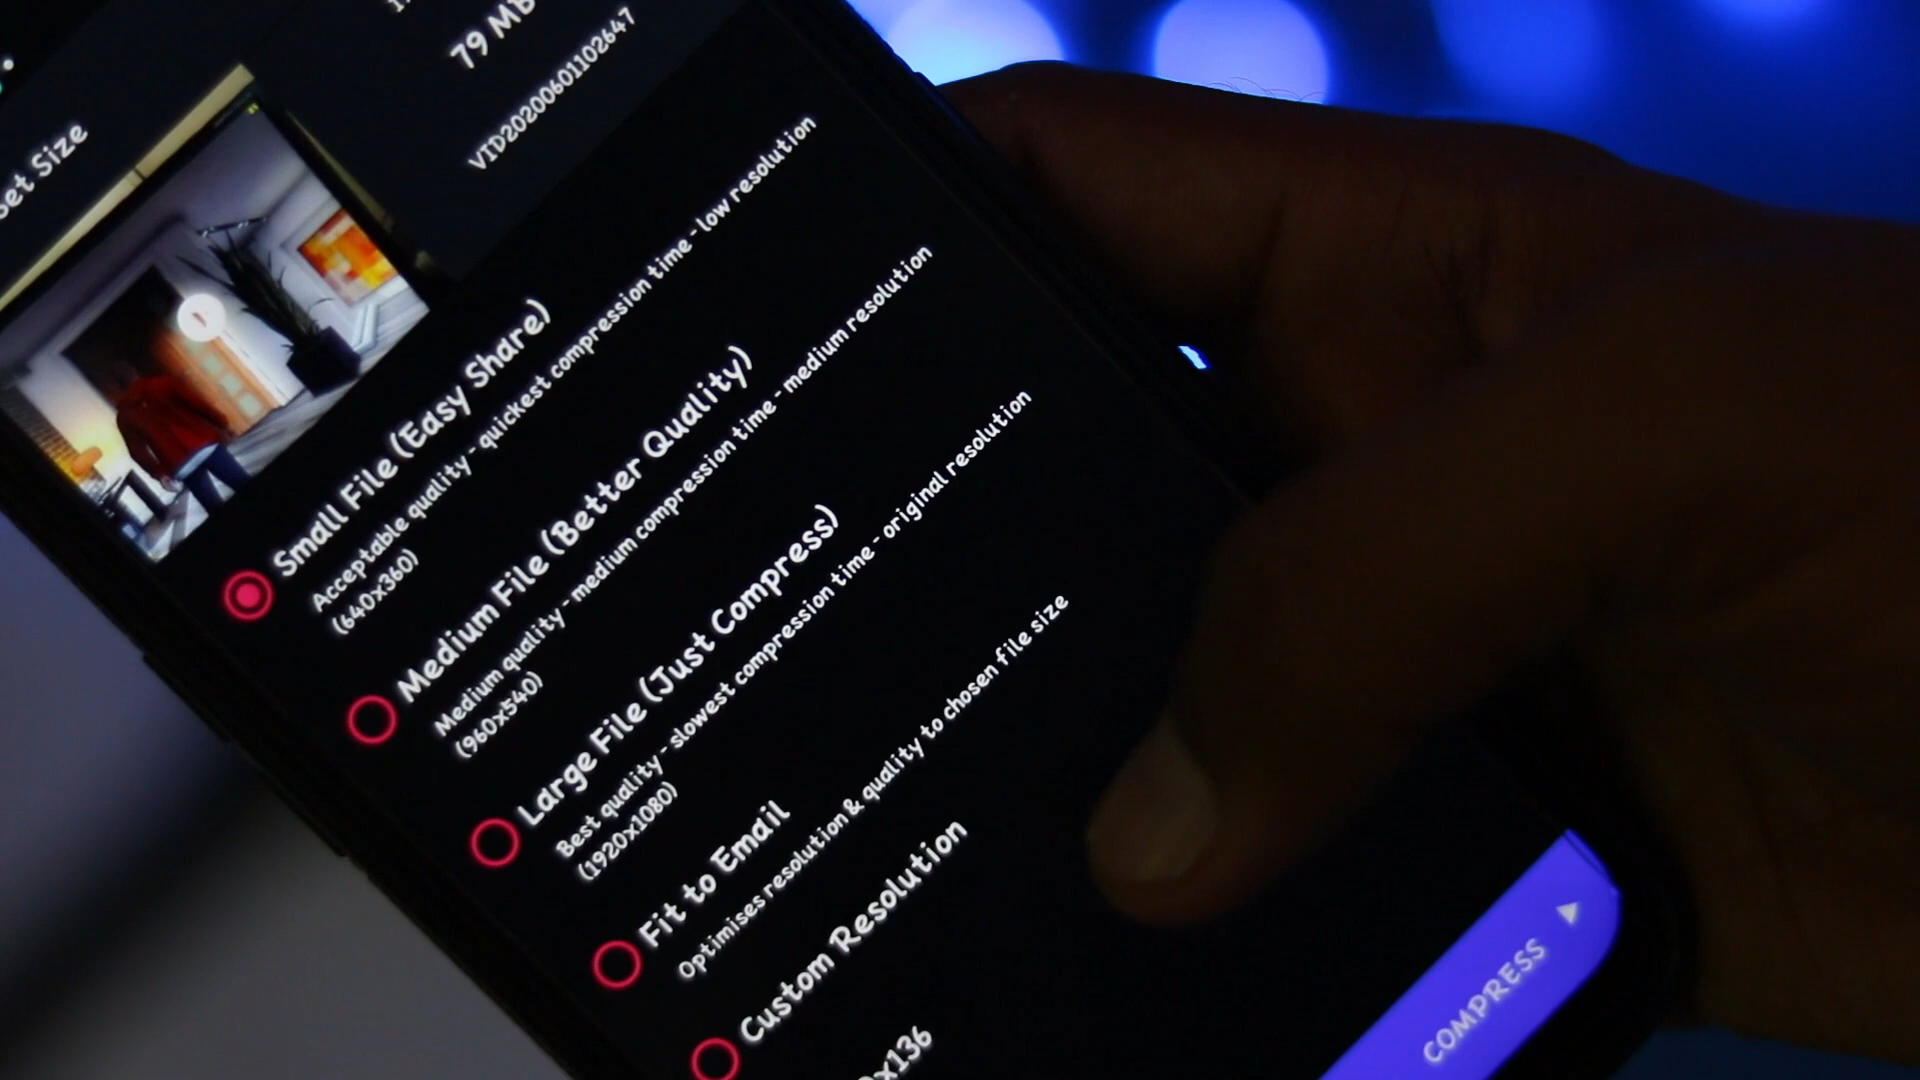 79 MB
VID20200601102647
Size
Small File (Easy Share)
Acceptable quality - quickest compression time - low resolution
(640x360)
Medium File (Better Quality)
Medium quality - medium compression time - medium resolution
(960x540)
Large File (Just Compress)
Best quality - slowest compression time - original resolution
(1920x1080)
Fit to Email
Optimises resolution & quality to chosen file size
Custom Resolution
x136
COMPRESS